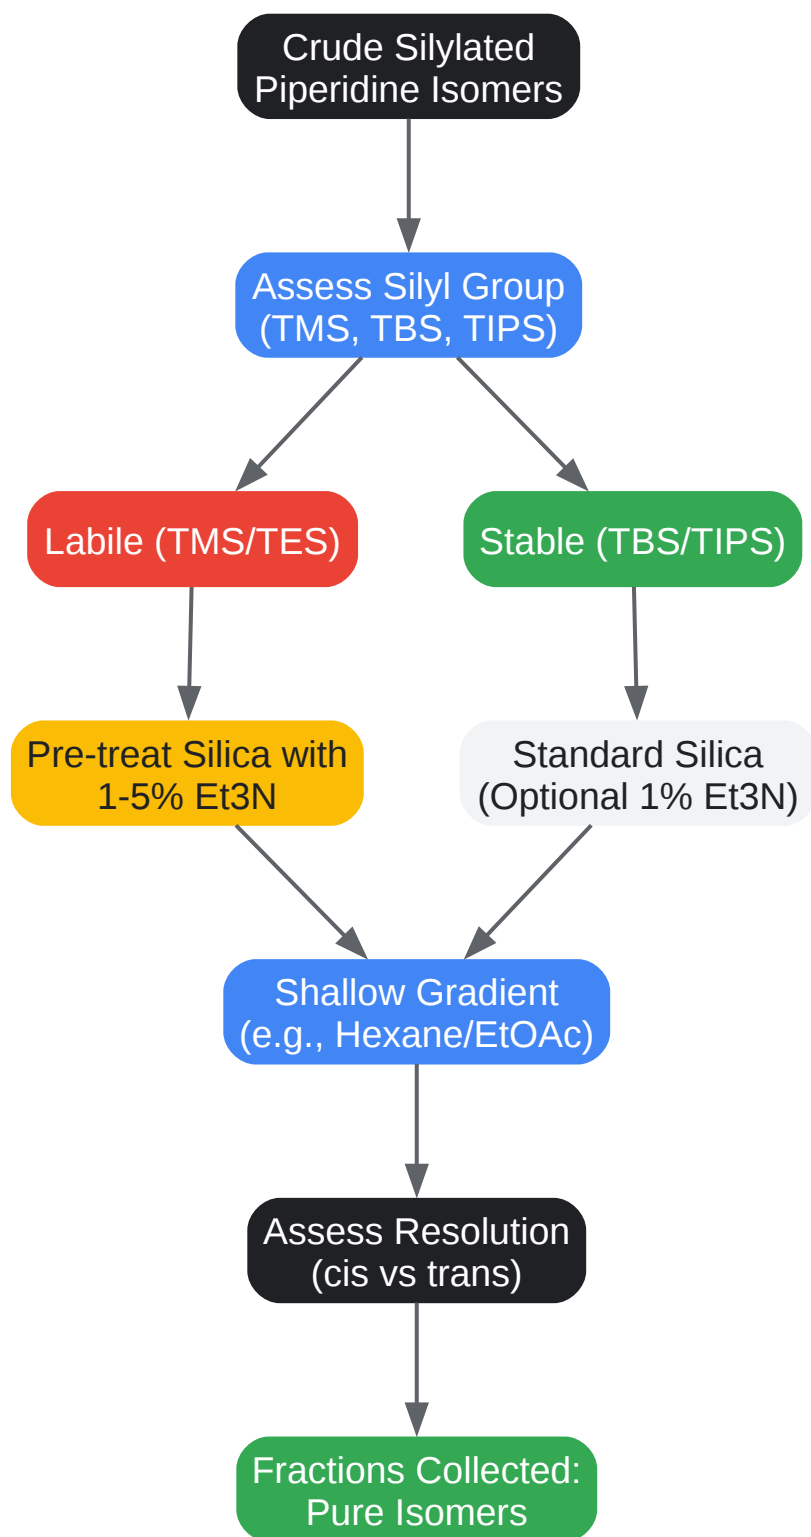 Crude Silylated
Piperidine Isomers
Assess Silyl Group
(TMS, TBS, TIPS)
Labile (TMS/TES)
Stable (TBS/TIPS)
Pre-treat Silica with
1-5% Et3N
Standard Silica
(Optional 1% Et3N)
Shallow Gradient
(e.g., Hexane/EtOAc)
Assess Resolution
(cis vs trans)
Fractions Collected:
Pure Isomers